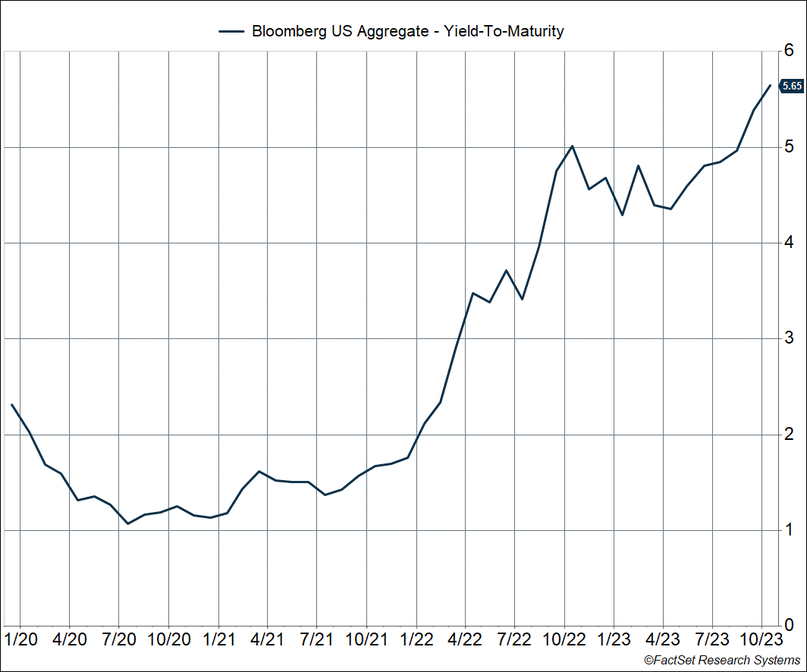 Bloomberg US Aggregate - Yield-To-Maturity
6
5.65
5
4
3
2
1
0
1/20 4/20 7/20 10/20 1/21 4/21 7/21 10/21 1/22 4/22 7/22 10/22 1/23 4/23 7/23 10/23
©FactSet Research Systems